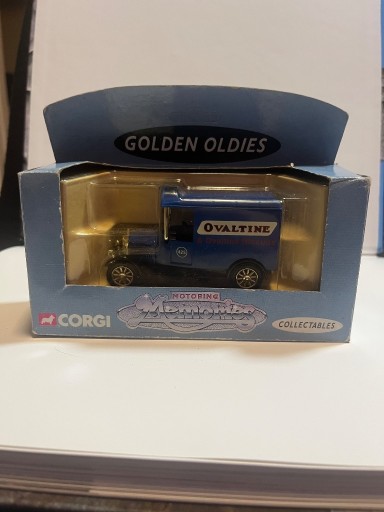 GOLDEN OLDIES
OVALTINE
CORGI
MOTORING
Memories
COLLECTABLES